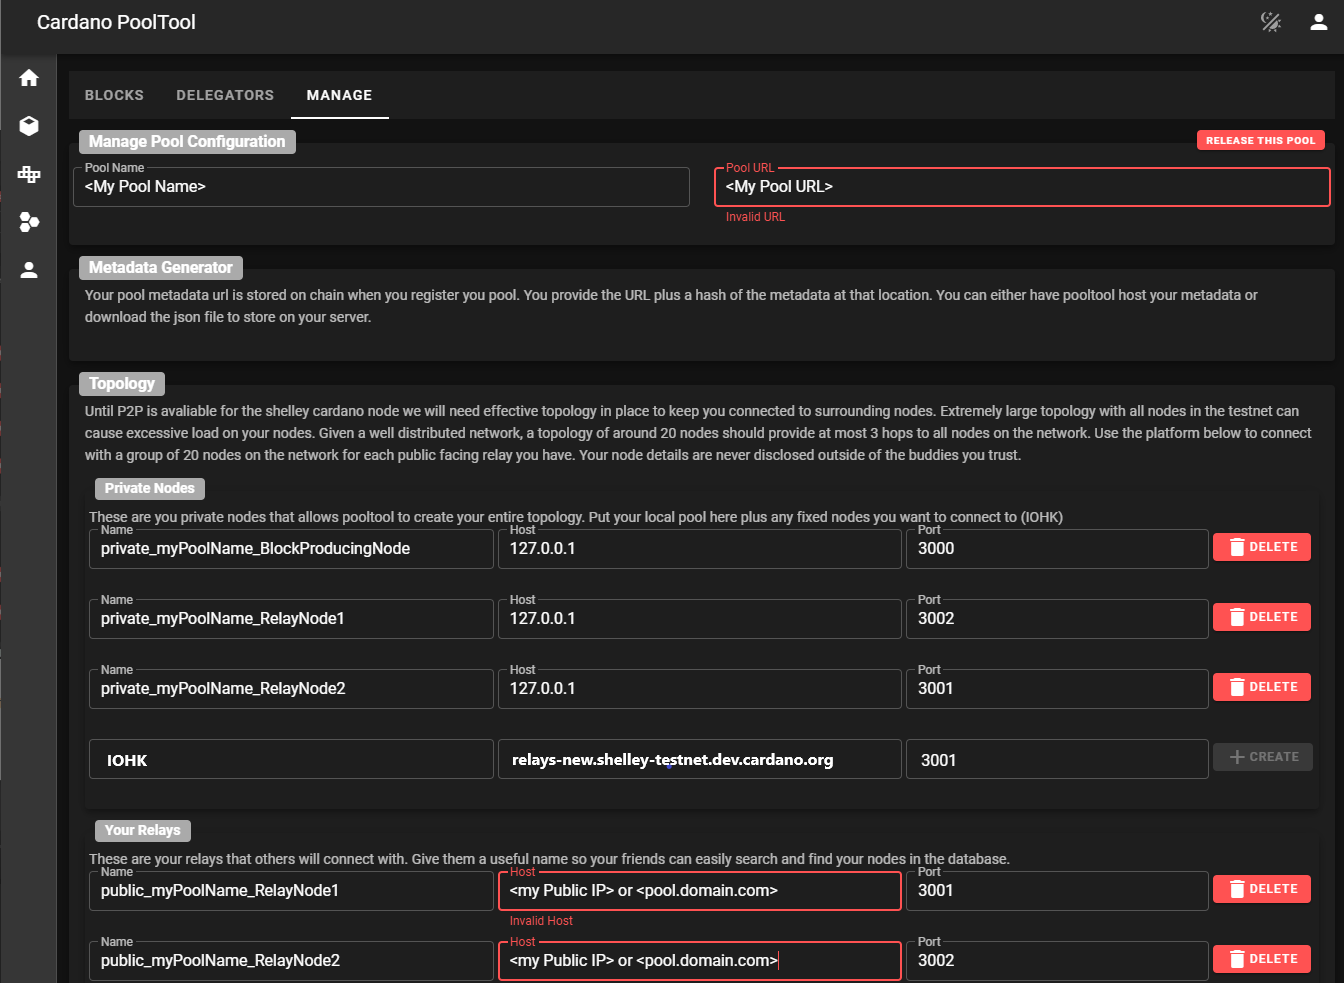 Cardano PoolTool
BLOCKS DELEGATORS MANAGE
Manage Pool Configuration
RELEASE THIS POOL
Pool Name
<My Pool Name>
Pool URL
<My Pool URL>
Invalid URL
Metadata Generator
Your pool metadata url is stored on chain when you register you pool. You provide the URL plus a hash of the metadata at that location. You can either have pooltool host your metadata or
download the json file to store on your server.
Topology
Until P2P is avaliable for the shelley cardano node we will need effective topology in place to keep you connected to surrounding nodes. Extremely large topology with all nodes in the testnet can
cause excessive load on your nodes. Given a well distributed network, a topology of around 20 nodes should provide at most 3 hops to all nodes on the network. Use the platform below to connect
with a group of 20 nodes on the network for each public facing relay you have. Your node details are never disclosed outside of the buddies you trust.
Private Nodes
These are you private nodes that allows pooltool to create your entire topology. Put your local pool here plus any fixed nodes you want to connect to (IOHK)
Name Host Port
private_myPoolName_BlockProducingNode 127.0.0.1 3000 DELETE
Name Host Port
private_myPoolName_RelayNode1 127.0.0.1 3002 DELETE
Name Host Port
private_myPoolName_RelayNode2 127.0.0.1 3001 DELETE
IOHK relays-new.shelley-testnet.dev.cardano.org 3001 CREATE
Your Relays
These are your relays that others will connect with. Give them a useful name so your friends can easily search and find your nodes in the database.
Name Host Port
public_myPoolName_RelayNode1 <my Public IP> or <pool.domain.com> 3001 DELETE
Invalid Host
Name Host Port
public_myPoolName_RelayNode2 <my Public IP> or <pool.domain.com> 3002 DELETE